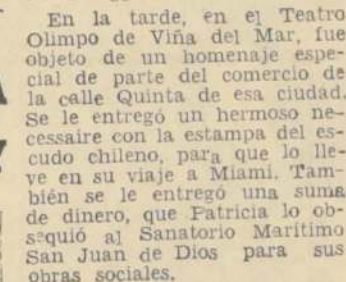 En la tarde, en el Teatro
Olimpo de Viña del Mar, fue
objeto de un homenaje espe-
cial de parte del comercio de
la calle Quinta de esa ciudad.
Se le entregó un hermoso ne-
cessaire con la estampa del es-
cudo chileno, para que lo lle-
ve en su viaje a Miami. Tam-
bién se le entregó una suma
de dinero, que Patricia lo ob-
sequió al Sanatorio Marítimo
San Juan de Dios para sus
obras sociales.